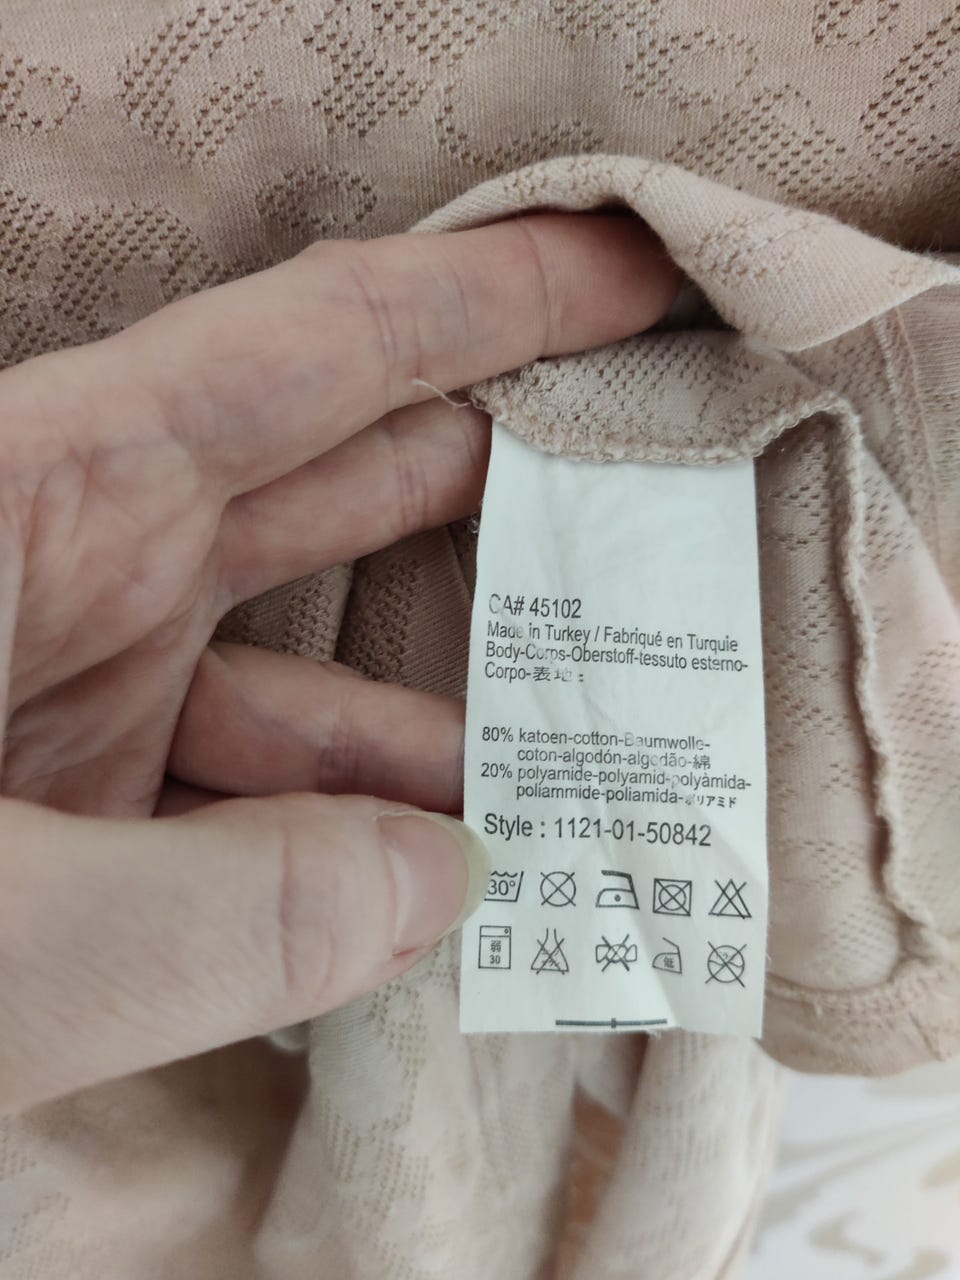 CA# 45102
Made in Turkey / Fabriqué en Turquie
Body-Corps-Oberstoff-tessuto esterno-
Corpo-表地 :
80% katoen-cotton-Baumwolle-
coton-algodón-algodão-綿
20% polyamide-polyamid-polyàmida-
poliammide-poliamida-ポリアミド
Style : 1121-01-50842
30°
弱
30
低